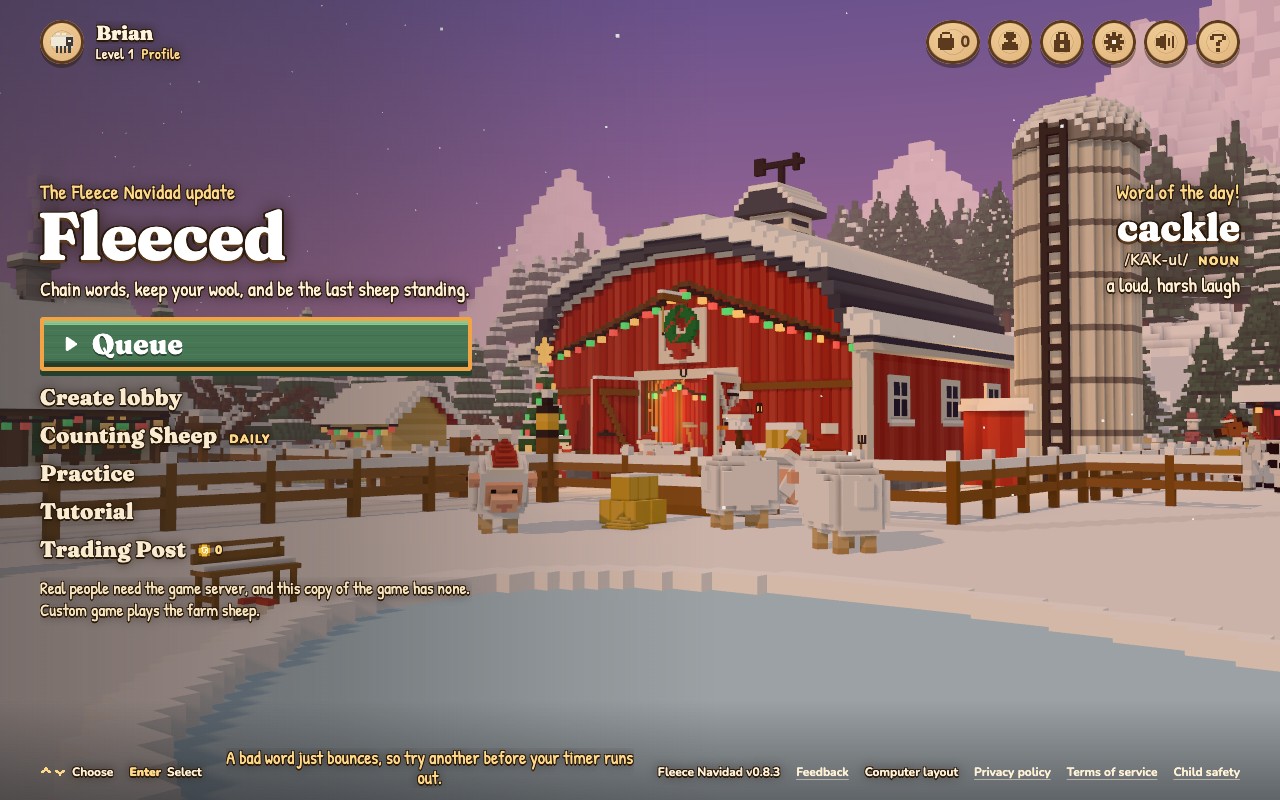 Brian
Level 1 Profile
0
The Fleece Navidad update
Fleeced
Chain words, keep your wool, and be the last sheep standing.
Queue
Create lobby
Counting Sheep DAILY
Practice
Tutorial
Trading Post 0
Real people need the game server, and this copy of the game has none.
Custom game plays the farm sheep.
Word of the day!
cackle
/KAK-ul/ NOUN
a loud, harsh laugh
Choose Enter Select
A bad word just bounces, so try another before your timer runs
out.
Fleece Navidad v0.8.3 Feedback Computer layout Privacy policy Terms of service Child safety